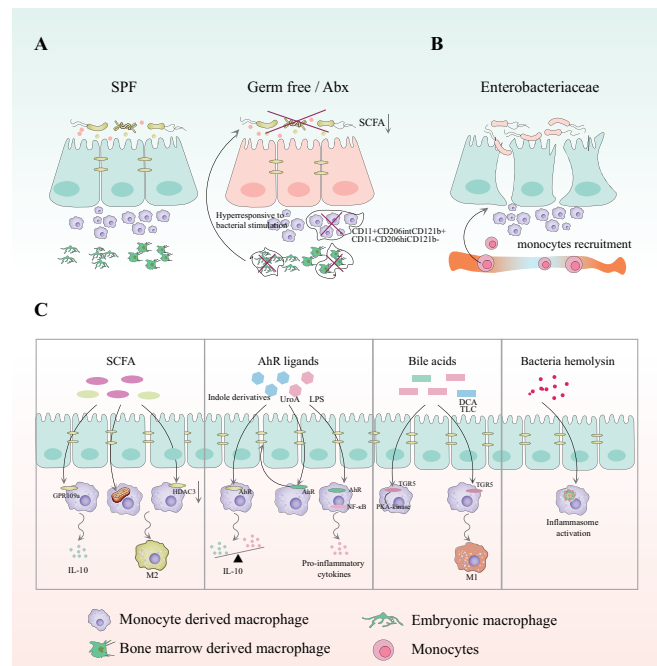 A
B
SPF
Germ free / Abx
Enterobacteriaceae
SCFA
Hyperresponsive to
bacterial stimulation
CD11+CD206intCD121b+
CD11-CD206hiCD121b-
monocytes recruitment
C
SCFA
AhR ligands
Bile acids
Bacteria hemolysin
Indole derivatives
UroA
LPS
DCA
TLC
GPR109a
HDAC3
AhR
AhR
AhR
NF-κB
TGR5
PKA-kinase
TGR5
Inflammasome
activation
IL-10
M2
IL-10
Pro-inflammatory
cytokines
M1
Monocyte derived macrophage
Embryonic macrophage
Bone marrow derived macrophage
Monocytes